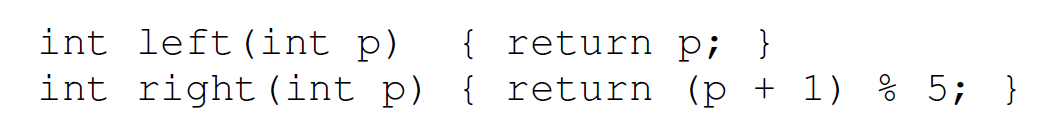 int left(int p)  { return p; }
int right(int p) { return (p + 1) % 5; }